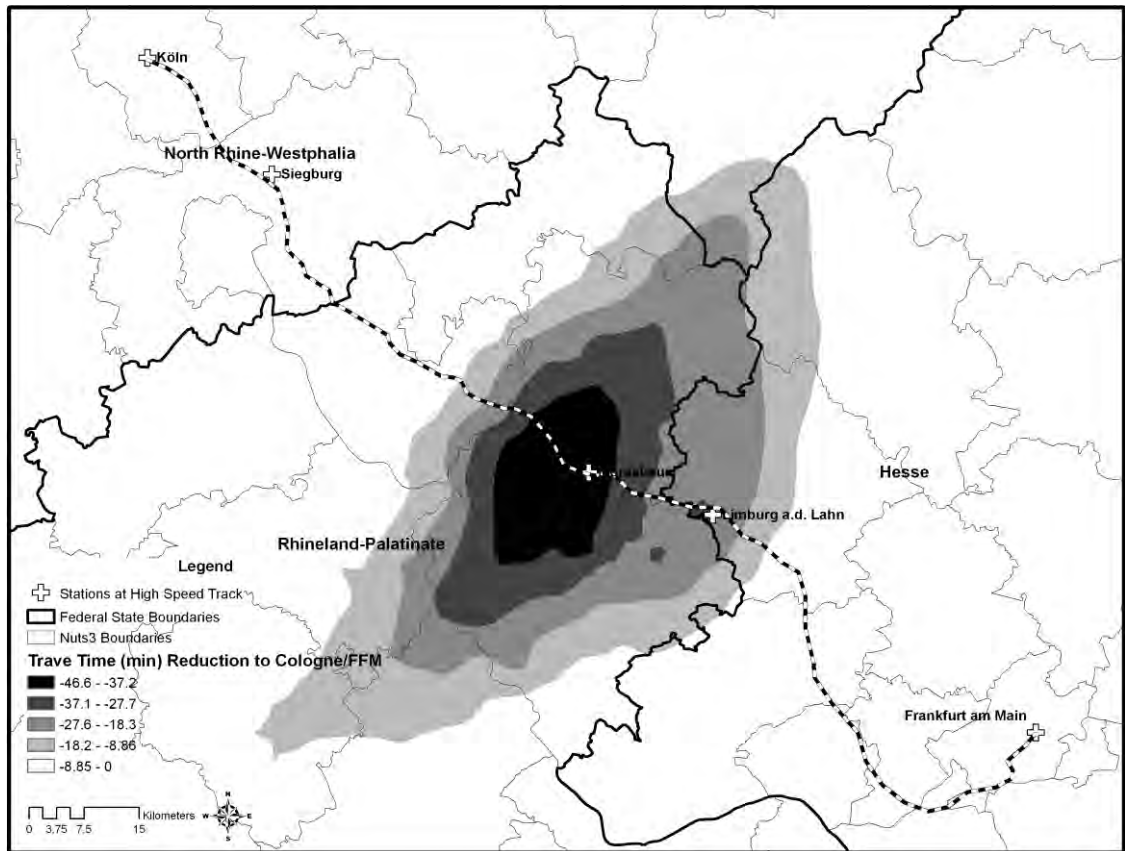 Köln
North Rhine-Westphalia
Siegburg
Hesse
Limburg a.d. Lahn
Rhineland-Palatinate
Legend
Stations at High Speed Track
Federal State Boundaries
Nuts3 Boundaries
Trave Time (min) Reduction to Cologne/FFM
-46.6 - -37.2
-37.1 - -27.7
-27.6 - -18.3
-18.2 - -8.86
-8.85 - 0
Frankfurt am Main
Kilometers
0 3.75 7.5 15
N
W E
S